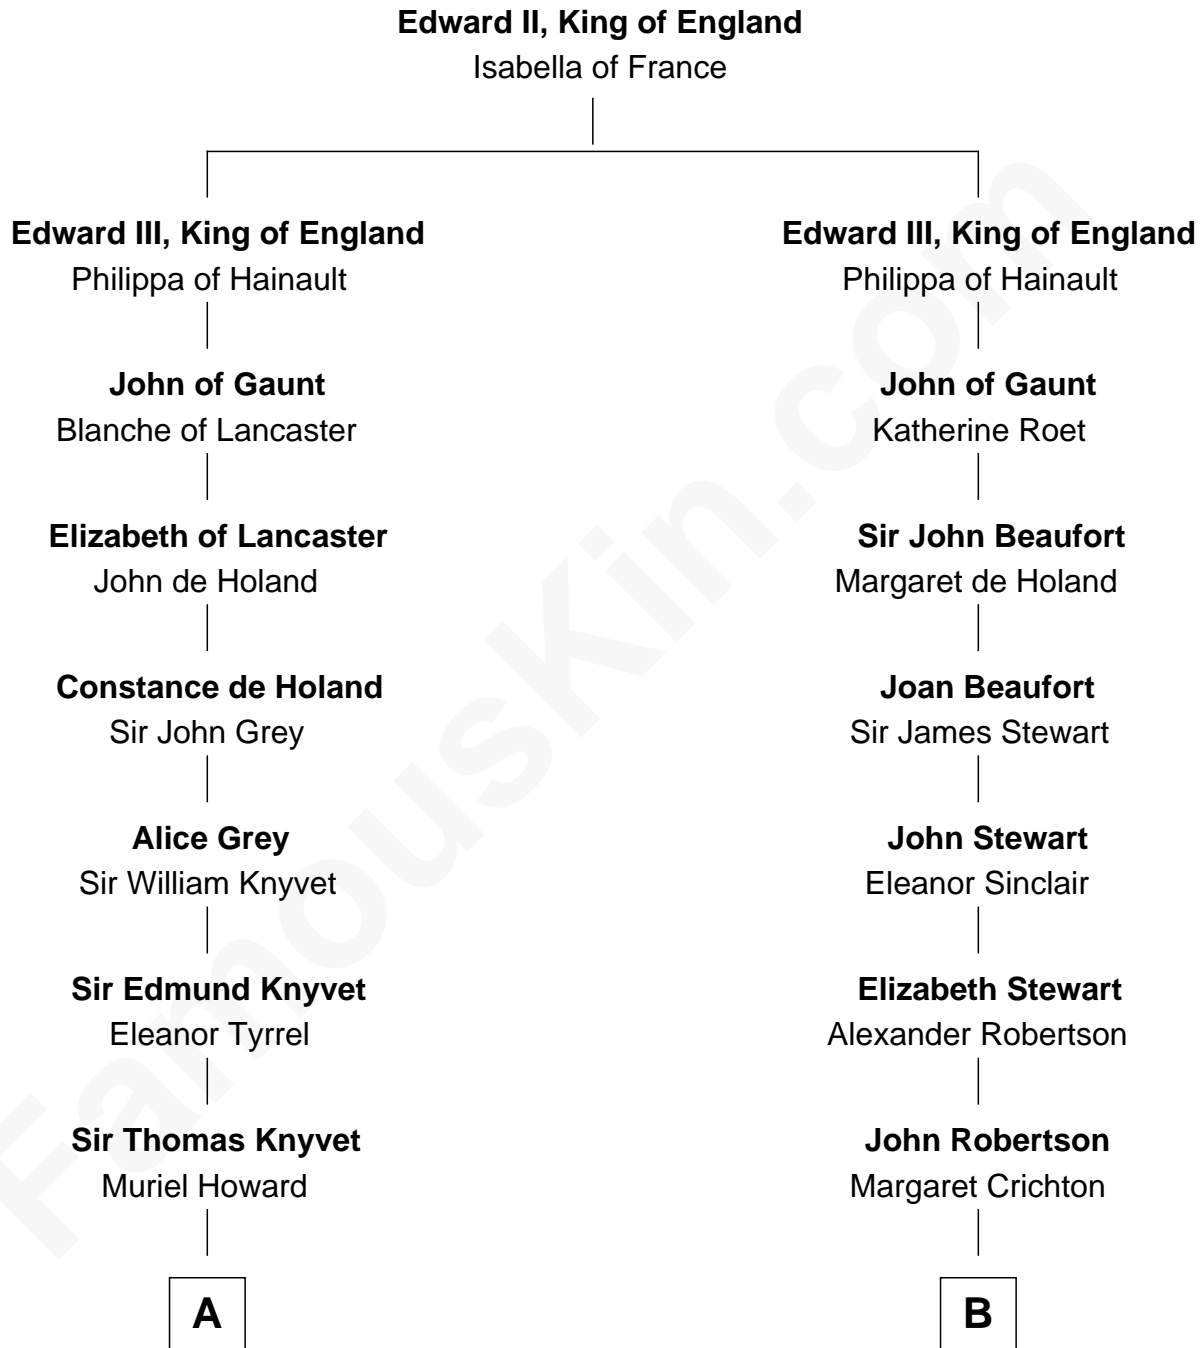 Edward II, King of England
Isabella of France
Edward III, King of England
Philippa of Hainault
Edward III, King of England
Philippa of Hainault
John of Gaunt
Blanche of Lancaster
John of Gaunt
Katherine Roet
Elizabeth of Lancaster
John de Holand
Sir John Beaufort
Margaret de Holand
Constance de Holand
Sir John Grey
Joan Beaufort
Sir James Stewart
Alice Grey
Sir William Knyvet
John Stewart
Eleanor Sinclair
Sir Edmund Knyvet
Eleanor Tyrrel
Elizabeth Stewart
Alexander Robertson
Sir Thomas Knyvet
Muriel Howard
John Robertson
Margaret Crichton
A
B
FamousKin.com